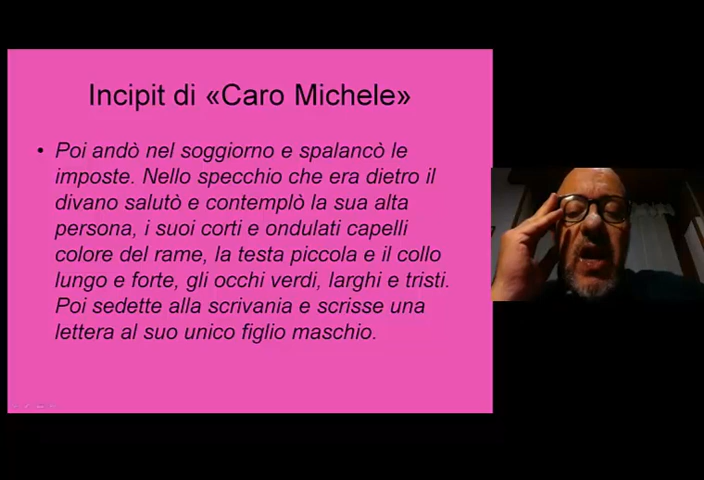 Incipit di «Caro Michele»
• Poi andò nel soggiorno e spalancò le
imposte. Nello specchio che era dietro il
divano salutò e contemplò la sua alta
persona, i suoi corti e ondulati capelli
colore del rame, la testa piccola e il collo
lungo e forte, gli occhi verdi, larghi e tristi.
Poi sedette alla scrivania e scrisse una
lettera al suo unico figlio maschio.